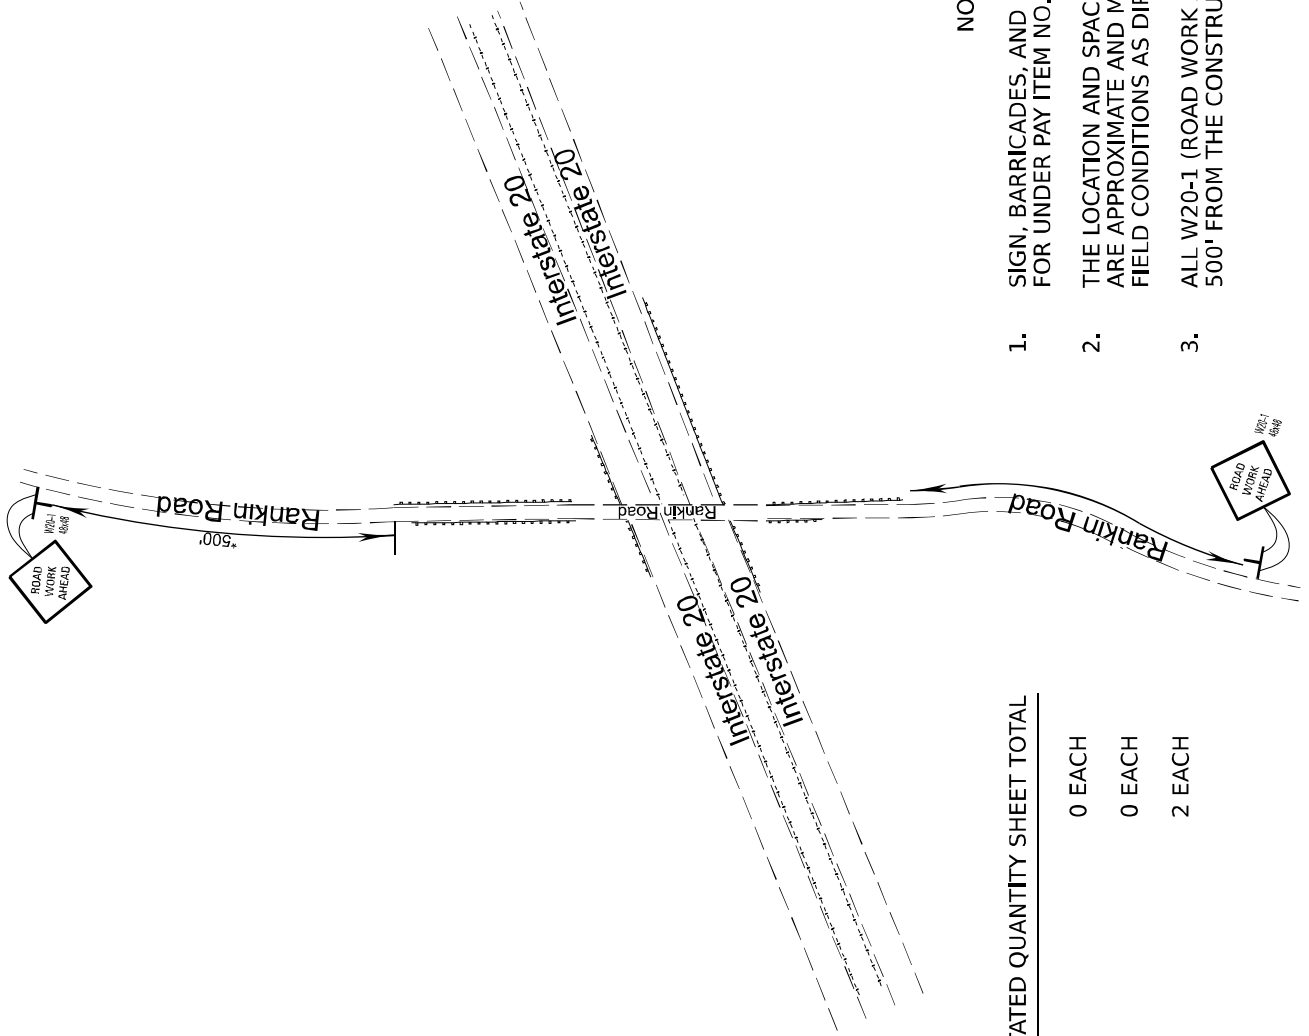 NO
1. SIGN, BARRICADES, AND
FOR UNDER PAY ITEM NO.
2. THE LOCATION AND SPAC
ARE APPROXIMATE AND M
FIELD CONDITIONS AS DIR
3. ALL W20-1 (ROAD WORK
500' FROM THE CONSTRU
Interstate 20
Interstate 20
Interstate 20
Interstate 20
Rankin Road
Rankin Road
Rankin Road
*500'
ROAD
WORK
AHEAD
W20-1
48x48
ROAD
WORK
AHEAD
W20-1
48x48
ATED QUANTITY SHEET TOTAL
0 EACH
0 EACH
2 EACH